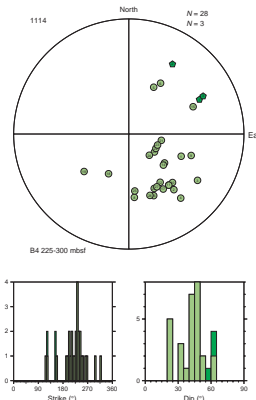 North
1114
N = 28
N = 3
Ea
B4 225-300 mbsf
4
3
2
1
0
0 90 180 270 360
Strike (°)
5
0
0 30 60 90
Dip (°)